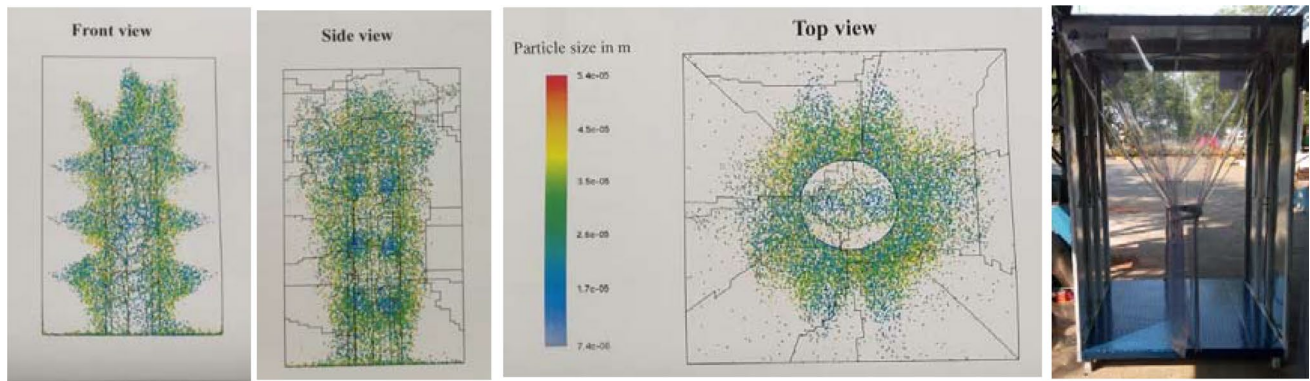 Front view
Side view
Top view
Particle size in m
5.4e-05
4.5e-05
3.5e-05
2.6e-05
1.7e-05
7.4e-06